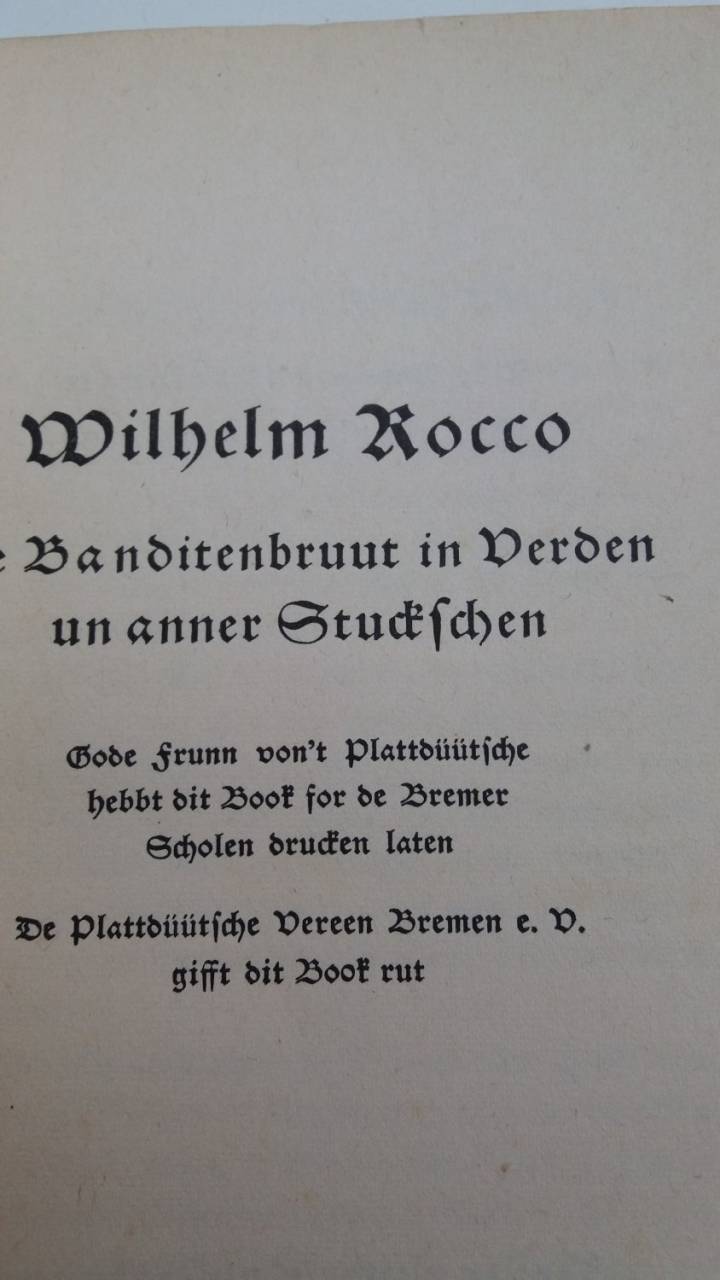 Wilhelm Rocco
e Banditenbruut in Verden
un anner Stuckſchen
Gode Frunn von't Plattdüütſche
hebbt dit Book for de Bremer
Scholen drucken laten
De Plattdüütſche Vereen Bremen e. V.
gifft dit Book rut